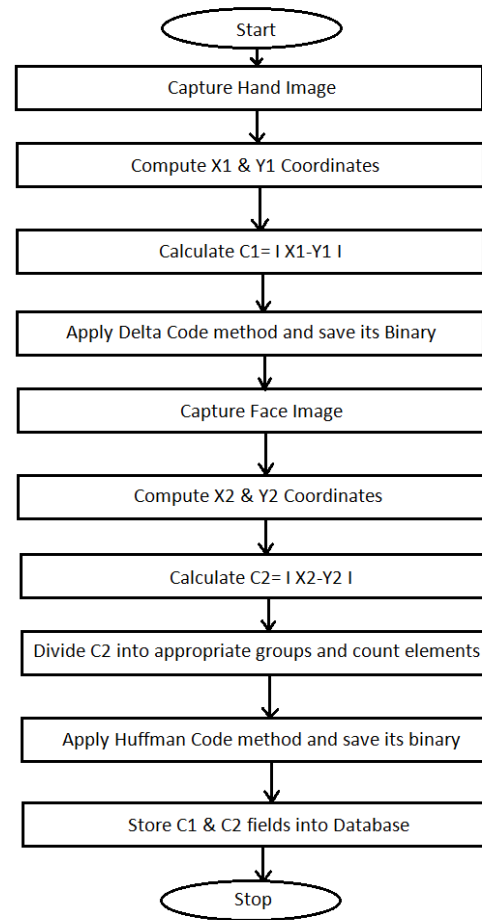 Start
Capture Hand Image
Compute X1 & Y1 Coordinates
Calculate C1= I X1-Y1 I
Apply Delta Code method and save its Binary
Capture Face Image
Compute X2 & Y2 Coordinates
Calculate C2= I X2-Y2 I
Divide C2 into appropriate groups and count elements
Apply Huffman Code method and save its binary
Store C1 & C2 fields into Database
Stop